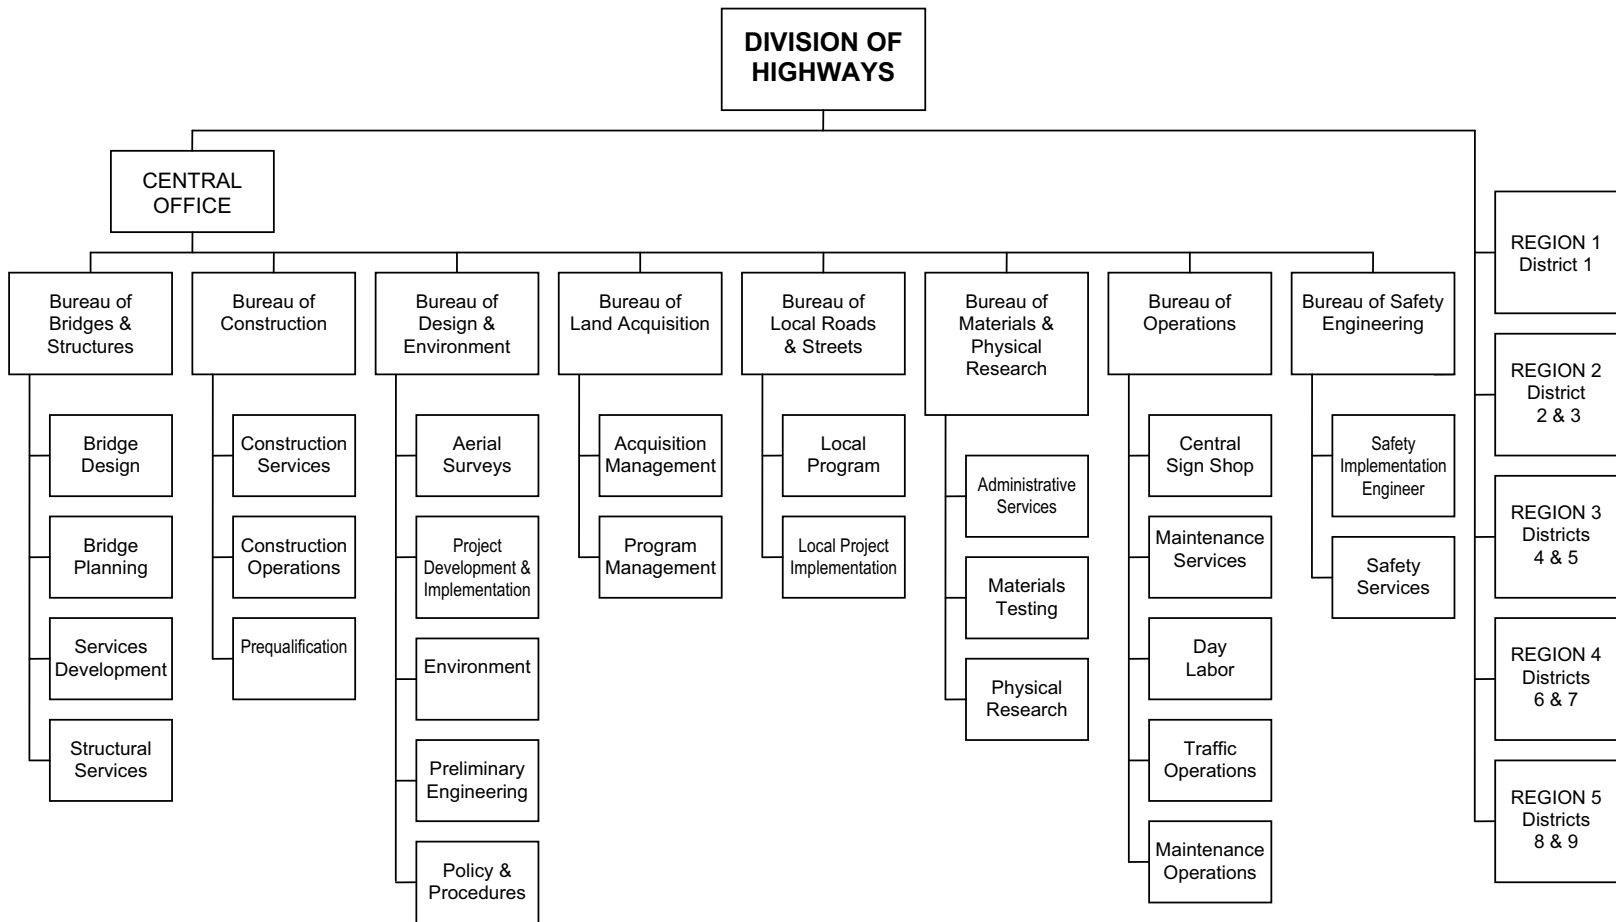 DIVISION OF
HIGHWAYS
CENTRAL
OFFICE
Bureau of
Bridges &
Structures
Bridge
Design
Bridge
Planning
Services
Development
Structural
Services
Bureau of
Construction
Construction
Services
Construction
Operations
Prequalification
Bureau of
Design &
Environment
Aerial
Surveys
Project
Development &
Implementation
Environment
Preliminary
Engineering
Policy &
Procedures
Bureau of
Land Acquisition
Acquisition
Management
Program
Management
Bureau of
Local Roads
& Streets
Local
Program
Local Project
Implementation
Bureau of
Materials &
Physical
Research
Administrative
Services
Materials
Testing
Physical
Research
Bureau of
Operations
Central
Sign Shop
Maintenance
Services
Day
Labor
Traffic
Operations
Maintenance
Operations
Bureau of Safety
Engineering
Safety
Implementation
Engineer
Safety
Services
REGION 1
District 1
REGION 2
District
2 & 3
REGION 3
Districts
4 & 5
REGION 4
Districts
6 & 7
REGION 5
Districts
8 & 9